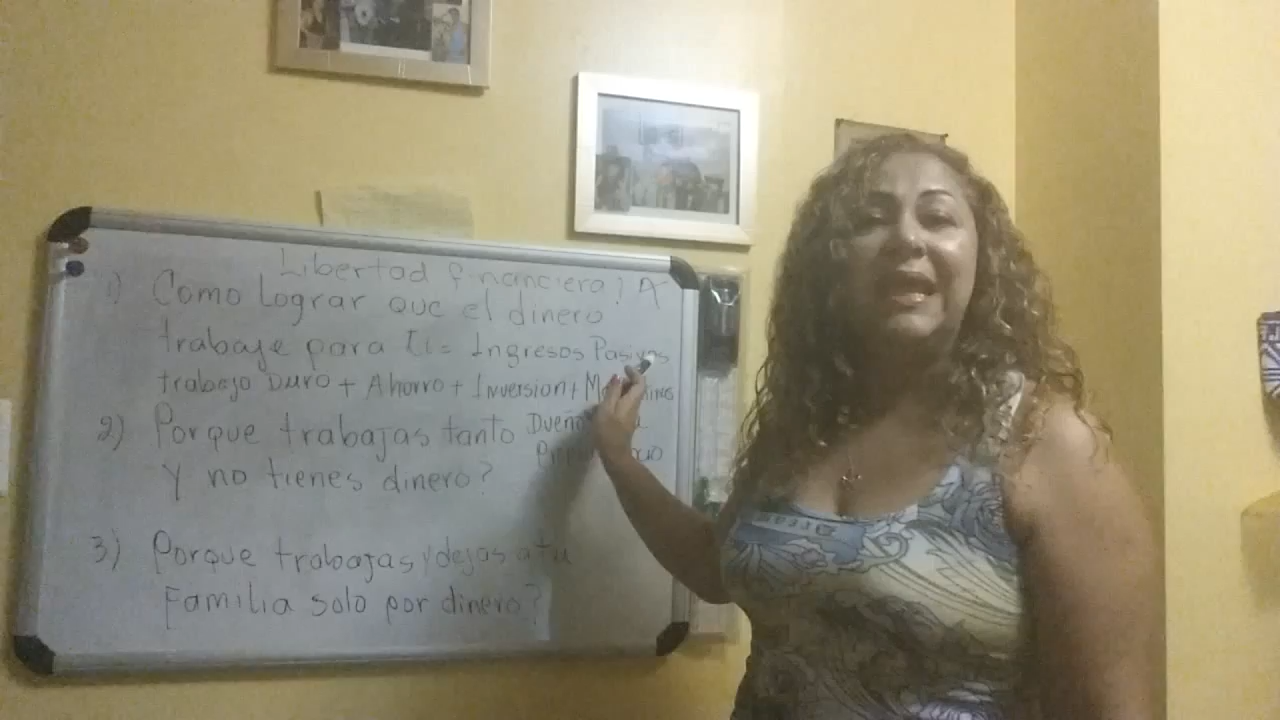 Libertad financiera! A
1) Como Lograr que el dinero
trabaje para ti = Ingresos Pasivos
trabajo Duro + Ahorro + Inversion +
2) Porque trabajas tanto Dueño
Y no tienes dinero?
3) Porque trabajas y dejas a tu
Familia solo por dinero?